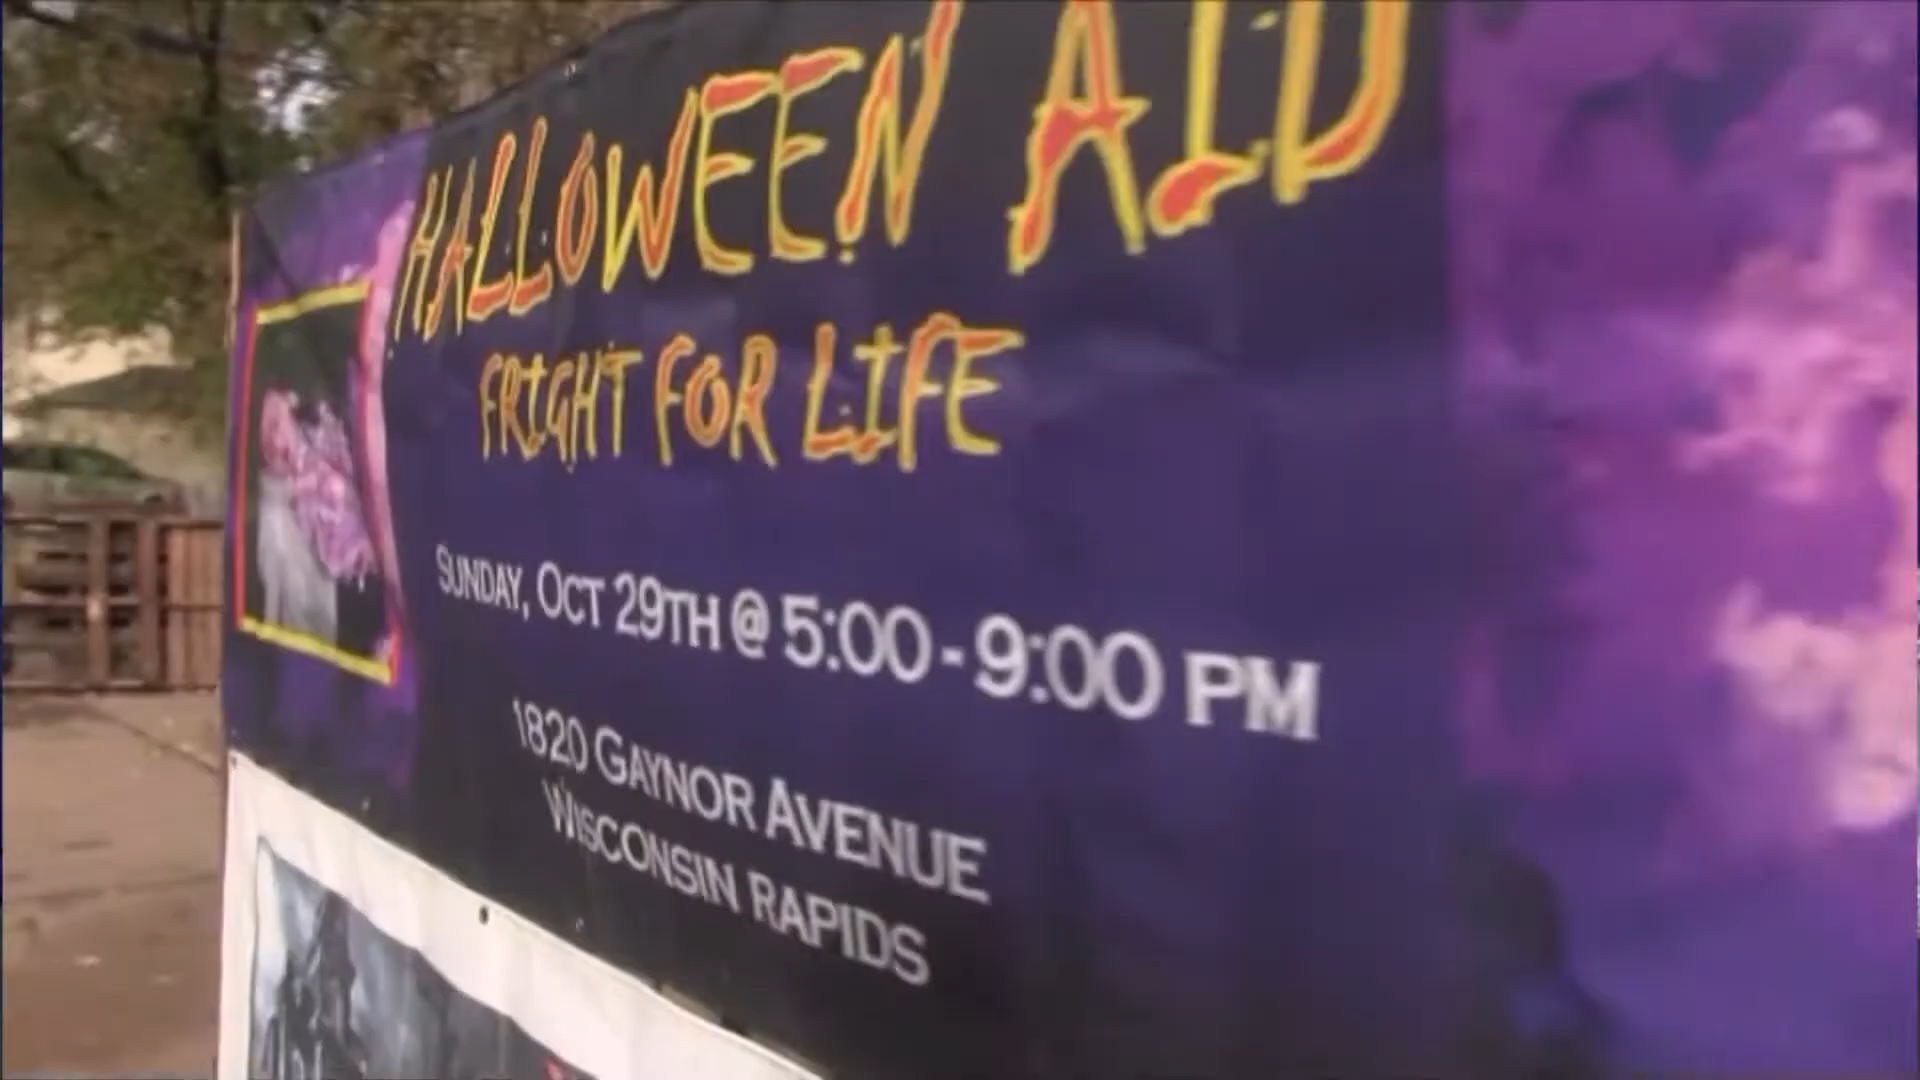 HALLOWEEN AID
FRIGHT FOR LIFE
SUNDAY, OCT 29TH @ 5:00 - 9:00 PM
1820 GAYNOR AVENUE
WISCONSIN RAPIDS